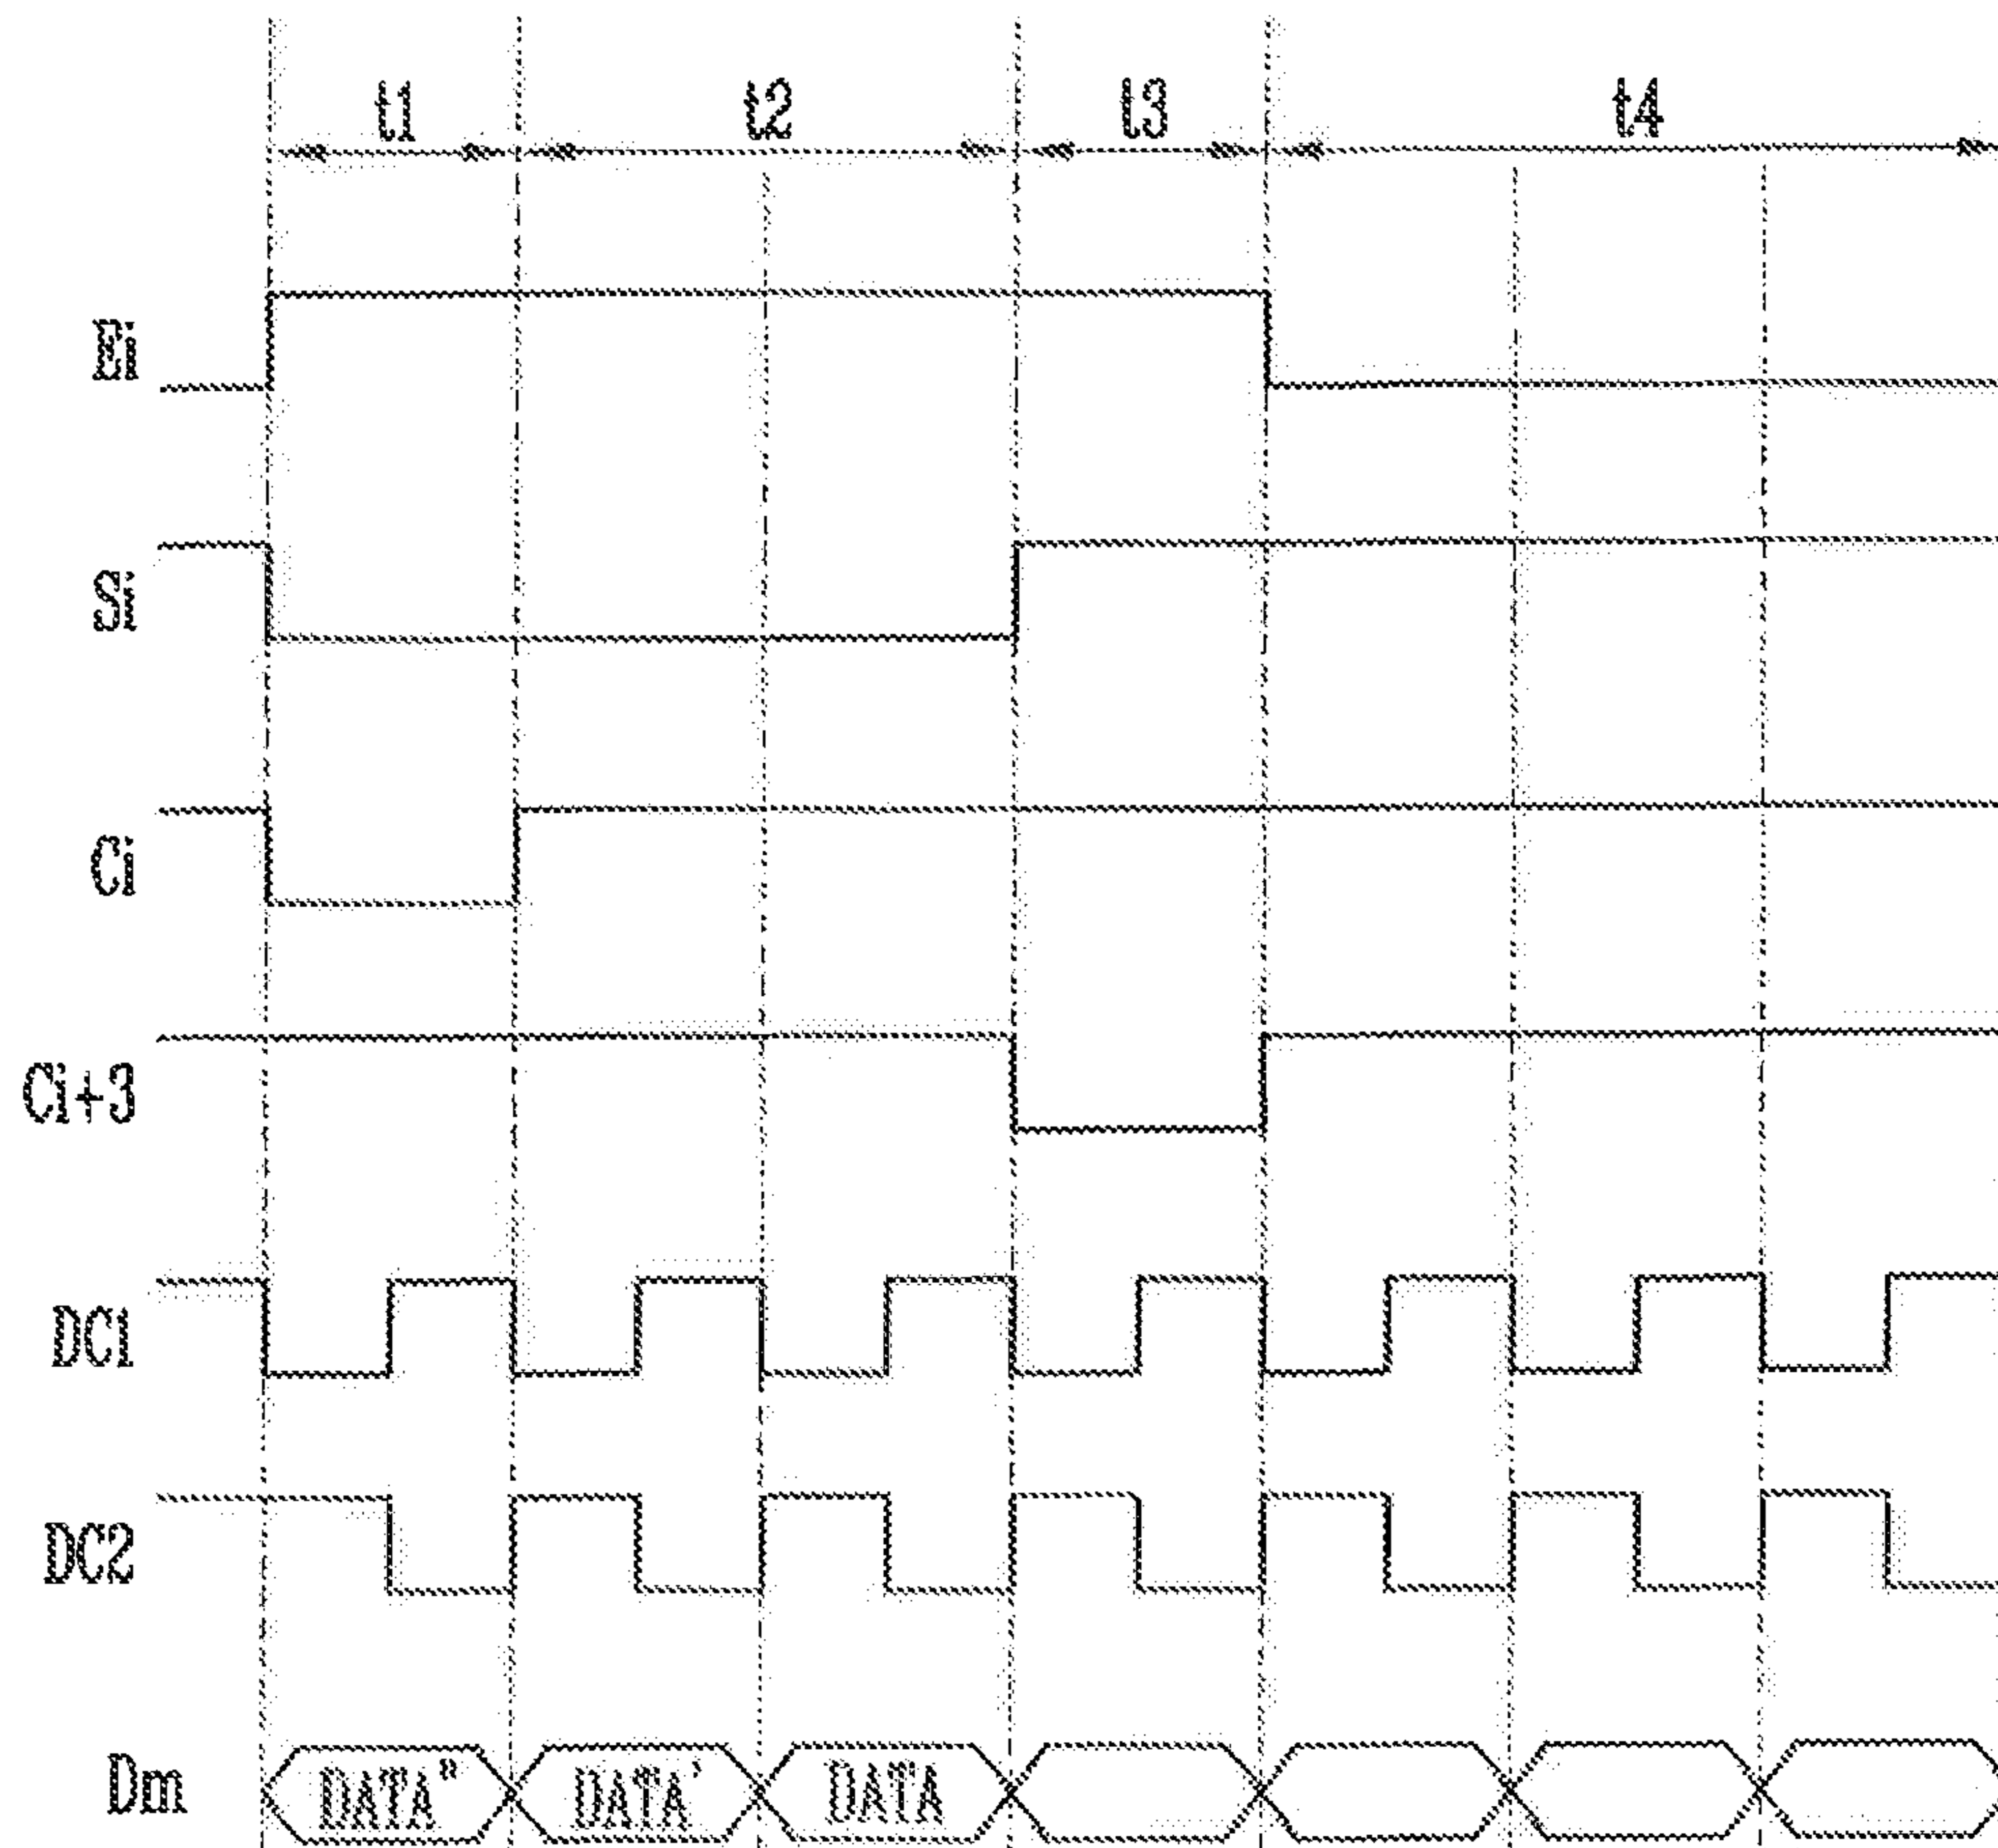 t1 t2 t3 t4
Ei
Si
Ci
Ci+3
DC1
DC2
Dm DATA" DATA' DATA